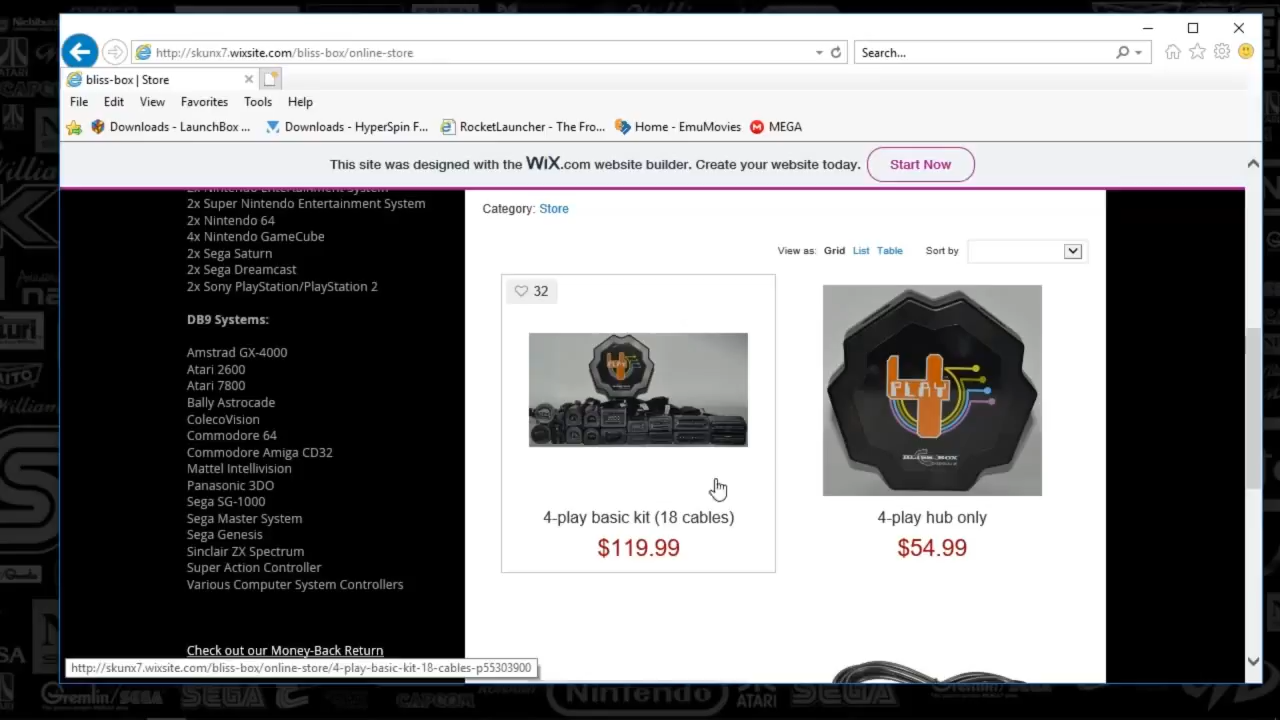 http://skunx7.wixsite.com/bliss-box/online-store
Search...
bliss-box | Store
File Edit View Favorites Tools Help
Downloads - LaunchBox ... Downloads - HyperSpin F... RocketLauncher - The Fro... Home - EmuMovies MEGA
This site was designed with the WiX.com website builder. Create your website today. Start Now
2x Nintendo Entertainment System
2x Super Nintendo Entertainment System
2x Nintendo 64
4x Nintendo GameCube
2x Sega Saturn
2x Sega Dreamcast
2x Sony PlayStation/PlayStation 2
DB9 Systems:
Amstrad GX-4000
Atari 2600
Atari 7800
Bally Astrocade
ColecoVision
Commodore 64
Commodore Amiga CD32
Mattel Intellivision
Panasonic 3DO
Sega SG-1000
Sega Master System
Sega Genesis
Sinclair ZX Spectrum
Super Action Controller
Various Computer System Controllers
Check out our Money-Back Return
Category: Store
View as: Grid List Table Sort by
32
4-play basic kit (18 cables)
$119.99
4 PLAY
BLISS-BOX
4-play hub only
$54.99
http://skunx7.wixsite.com/bliss-box/online-store/4-play-basic-kit-18-cables-p55303900
Gremlin SEGA CAPCOM Nintendo ATARI SEGA Gremlin